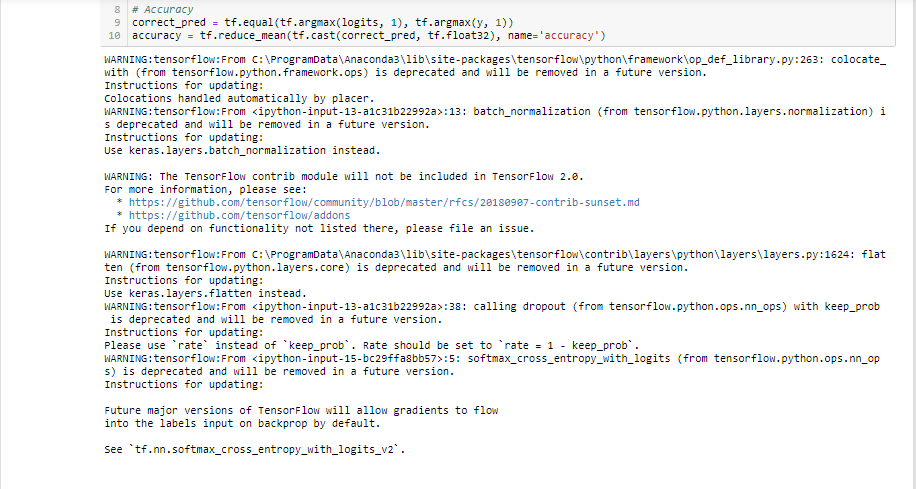 8 # Accuracy
9 correct_pred = tf.equal(tf.argmax(logits, 1), tf.argmax(y, 1))
10 accuracy = tf.reduce_mean(tf.cast(correct_pred, tf.float32), name='accuracy')
WARNING:tensorflow:From C:\ProgramData\Anaconda3\lib\site-packages\tensorflow\python\framework\op_def_library.py:263: colocate_
with (from tensorflow.python.framework.ops) is deprecated and will be removed in a future version.
Instructions for updating:
Colocations handled automatically by placer.
WARNING:tensorflow:From <ipython-input-13-a1c31b22992a>:13: batch_normalization (from tensorflow.python.layers.normalization) i
s deprecated and will be removed in a future version.
Instructions for updating:
Use keras.layers.batch_normalization instead.
WARNING: The TensorFlow contrib module will not be included in TensorFlow 2.0.
For more information, please see:
* https://github.com/tensorflow/community/blob/master/rfcs/20180907-contrib-sunset.md
* https://github.com/tensorflow/addons
If you depend on functionality not listed there, please file an issue.
WARNING:tensorflow:From C:\ProgramData\Anaconda3\lib\site-packages\tensorflow\contrib\layers\python\layers\layers.py:1624: flat
ten (from tensorflow.python.layers.core) is deprecated and will be removed in a future version.
Instructions for updating:
Use keras.layers.flatten instead.
WARNING:tensorflow:From <ipython-input-13-a1c31b22992a>:38: calling dropout (from tensorflow.python.ops.nn_ops) with keep_prob
is deprecated and will be removed in a future version.
Instructions for updating:
Please use `rate` instead of `keep_prob`. Rate should be set to `rate = 1 - keep_prob`.
WARNING:tensorflow:From <ipython-input-15-bc29ffa8bb57>:5: softmax_cross_entropy_with_logits (from tensorflow.python.ops.nn_op
s) is deprecated and will be removed in a future version.
Instructions for updating:
Future major versions of TensorFlow will allow gradients to flow
into the labels input on backprop by default.
See `tf.nn.softmax_cross_entropy_with_logits_v2`.